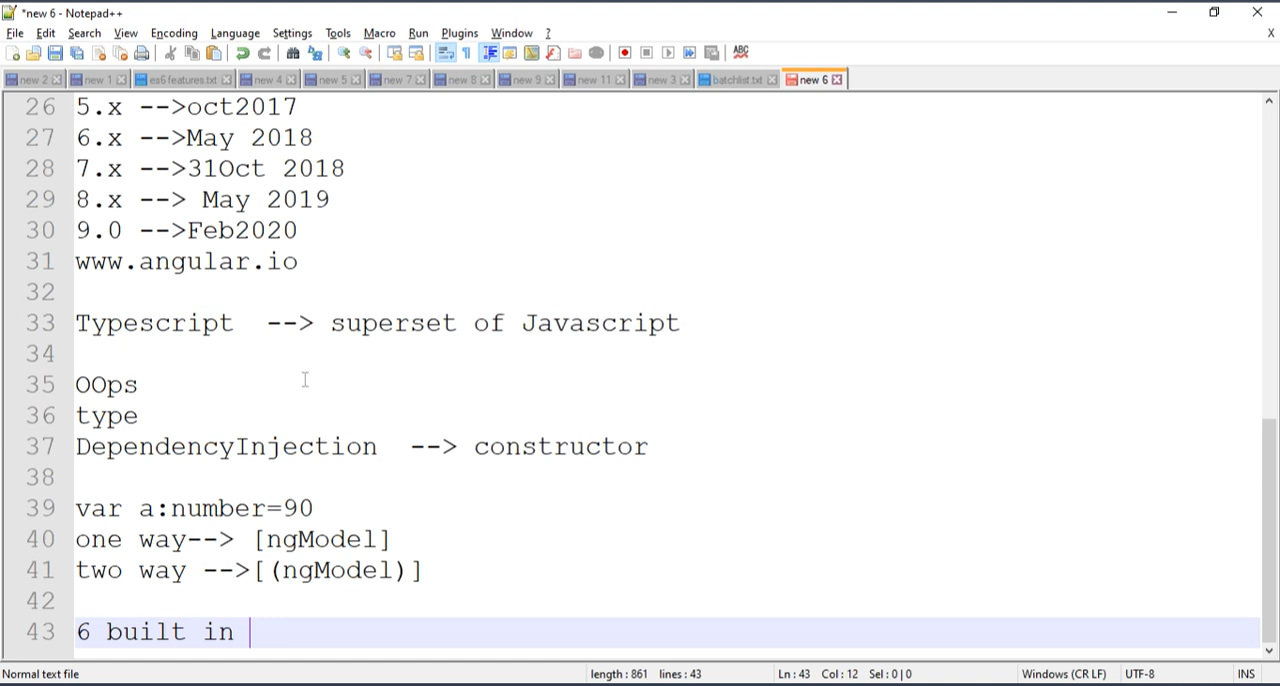 *new 6 - Notepad++
File Edit Search View Encoding Language Settings Tools Macro Run Plugins Window ? X
new 2 new 1 es6 features.txt new 4 new 5 new 7 new 8 new 9 new 11 new 3 batchlist.txt new 6
26 5.x -->oct2017
27 6.x -->May 2018
28 7.x -->31Oct 2018
29 8.x --> May 2019
30 9.0 -->Feb2020
31 www.angular.io
32
33 Typescript --> superset of Javascript
34
35 OOps
36 type
37 DependencyInjection --> constructor
38
39 var a:number=90
40 one way--> [ngModel]
41 two way -->[(ngModel)]
42
43 6 built in
Normal text file length : 861 lines : 43 Ln : 43 Col : 12 Sel : 0 | 0 Windows (CR LF) UTF-8 INS